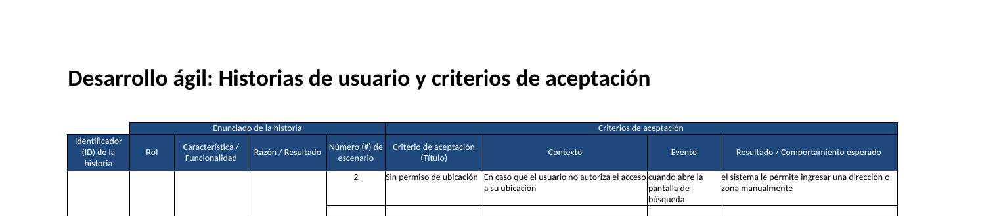 Desarrollo ágil: Historias de usuario y criterios de aceptación
Enunciado de la historia
Criterios de aceptación
Identificador
(ID) de la
historia
Rol
Característica /
Funcionalidad
Razón / Resultado
Número (#) de
escenario
Criterio de aceptación
(Título)
Contexto
Evento
Resultado / Comportamiento esperado
2
Sin permiso de ubicación
En caso que el usuario no autoriza el acceso
a su ubicación
cuando abre la
pantalla de
búsqueda
el sistema le permite ingresar una dirección o
zona manualmente